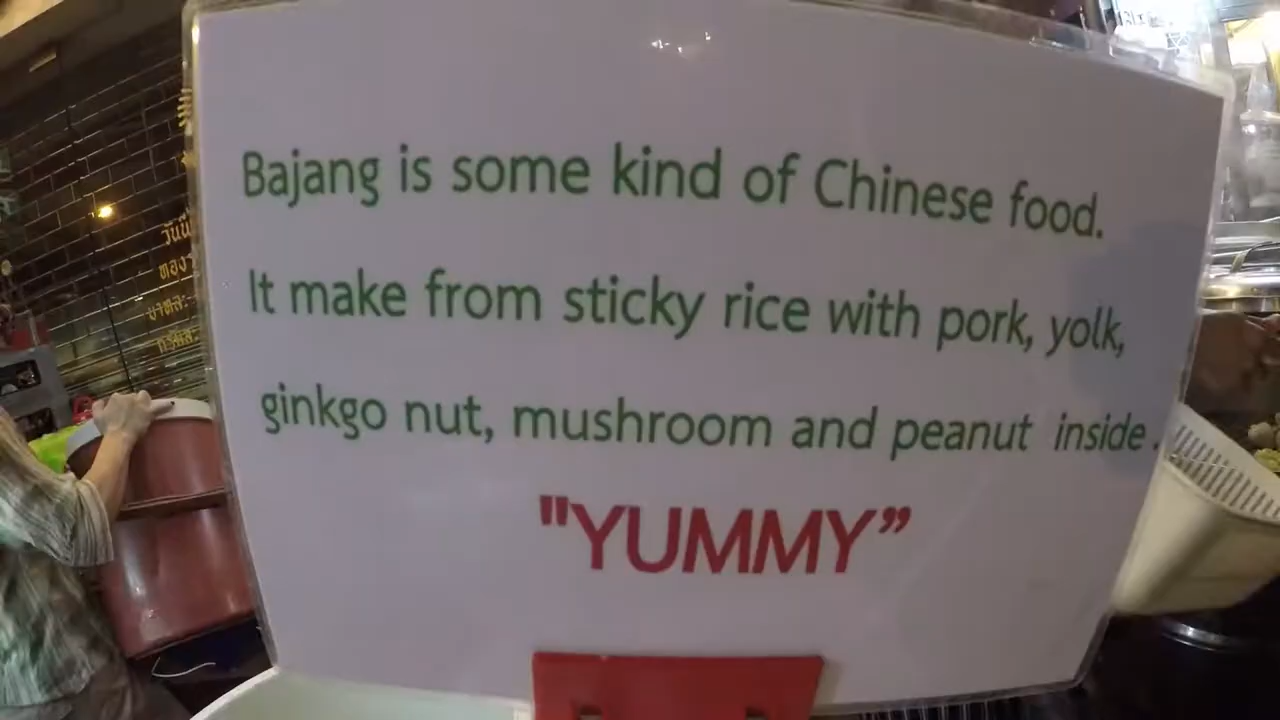 Bajang is some kind of Chinese food.
It make from sticky rice with pork, yolk,
ginkgo nut, mushroom and peanut inside.
"YUMMY”